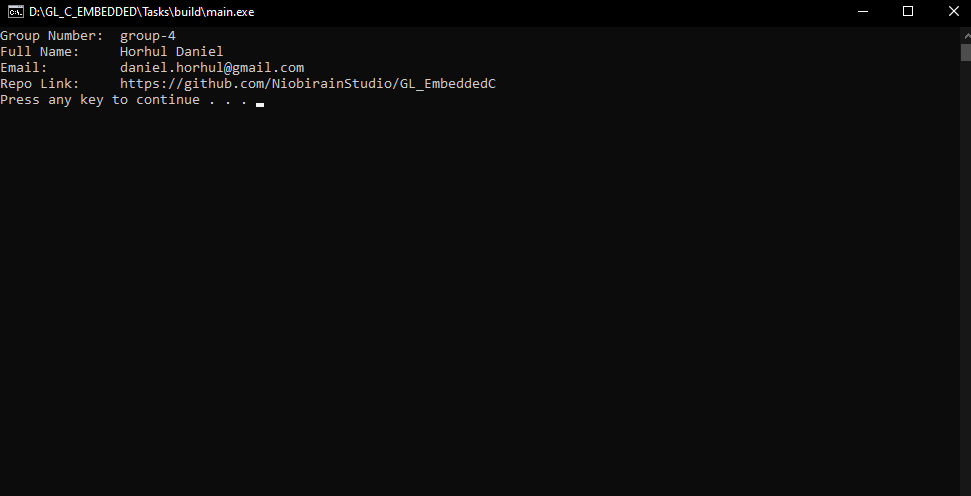 D:\GL_C_EMBEDDED\Tasks\build\main.exe
Group Number:  group-4
Full Name:     Horhul Daniel
Email:         daniel.horhul@gmail.com
Repo Link:     https://github.com/NiobirainStudio/GL_EmbeddedC
Press any key to continue . . .